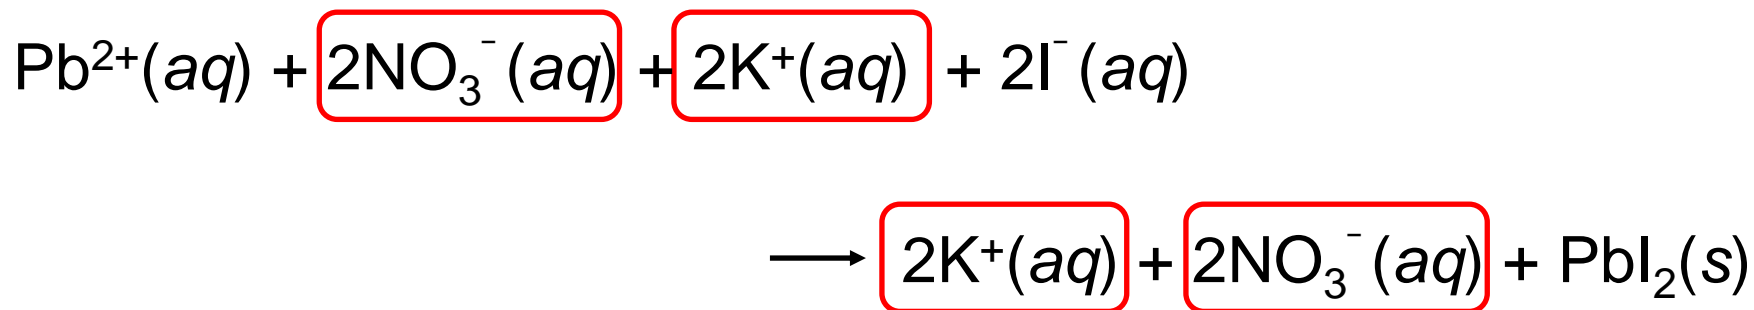 Pb²⁺(aq) + 2NO₃⁻(aq) + 2K⁺(aq) + 2I⁻(aq)
⟶ 2K⁺(aq) + 2NO₃⁻(aq) + PbI₂(s)